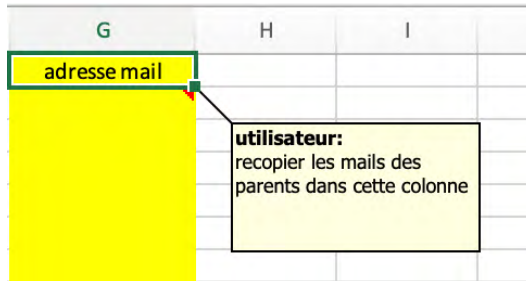 G H I
adresse mail
utilisateur:
recopier les mails des
parents dans cette colonne